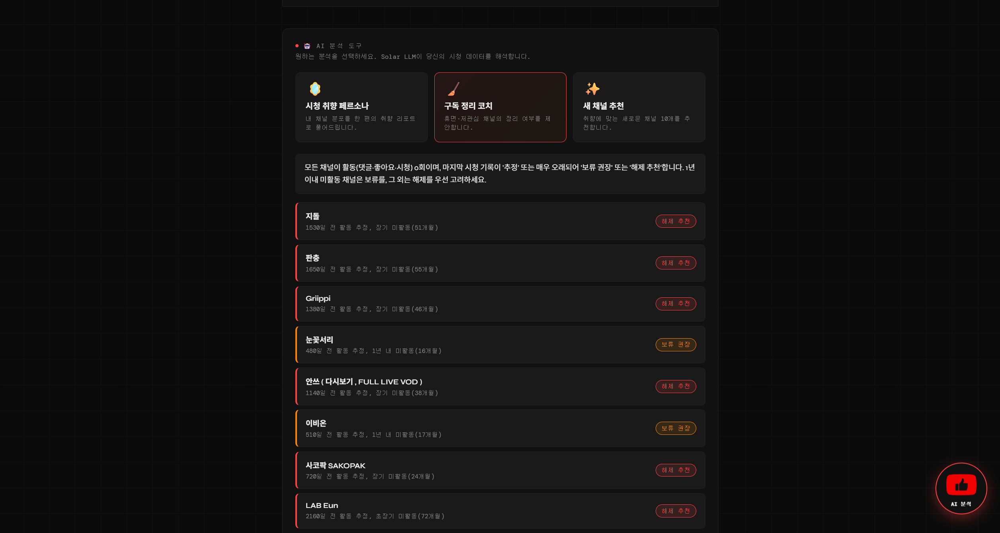 AI 분석 도구
원하는 분석을 선택하세요. Solar LLM이 당신의 시청 데이터를 해석합니다.
시청 취향 페르소나
내 채널 분포를 한 편의 취향 리포트
로 풀어드립니다.
구독 정리 코치
휴면·저관심 채널의 정리 여부를 제
안합니다.
새 채널 추천
취향에 맞는 새로운 채널 10개를 추
천합니다.
모든 채널이 활동(댓글·좋아요·시청) 0회이며, 마지막 시청 기록이 '추정' 또는 매우 오래되어 '보류 권장' 또는 '해제 추천'합니다. 1년
이내 미활동 채널은 보류를, 그 외는 해제를 우선 고려하세요.
지돌
1530일 전 활동 추정, 장기 미활동(51개월)
해제 추천
판충
1650일 전 활동 추정, 장기 미활동(55개월)
해제 추천
Griippi
1380일 전 활동 추정, 장기 미활동(46개월)
해제 추천
눈꽃서리
480일 전 활동 추정, 1년 내 미활동(16개월)
보류 권장
안쓰 ( 다시보기 , FULL LIVE VOD )
1140일 전 활동 추정, 장기 미활동(38개월)
해제 추천
이비온
510일 전 활동 추정, 1년 내 미활동(17개월)
보류 권장
사코팍 SAKOPAK
720일 전 활동 추정, 장기 미활동(24개월)
해제 추천
LAB Eun
2160일 전 활동 추정, 초장기 미활동(72개월)
해제 추천
AI 분석